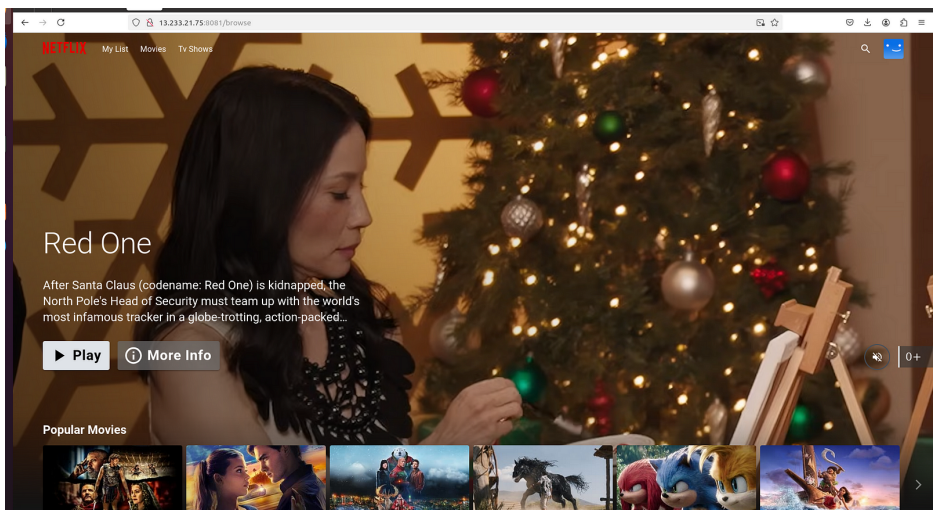 13.233.21.75:8081/browse
NETFLIX My List Movies Tv Shows
Red One
After Santa Claus (codename: Red One) is kidnapped, the
North Pole's Head of Security must team up with the world's
most infamous tracker in a globe-trotting, action-packed...
Play More Info
0+
Popular Movies